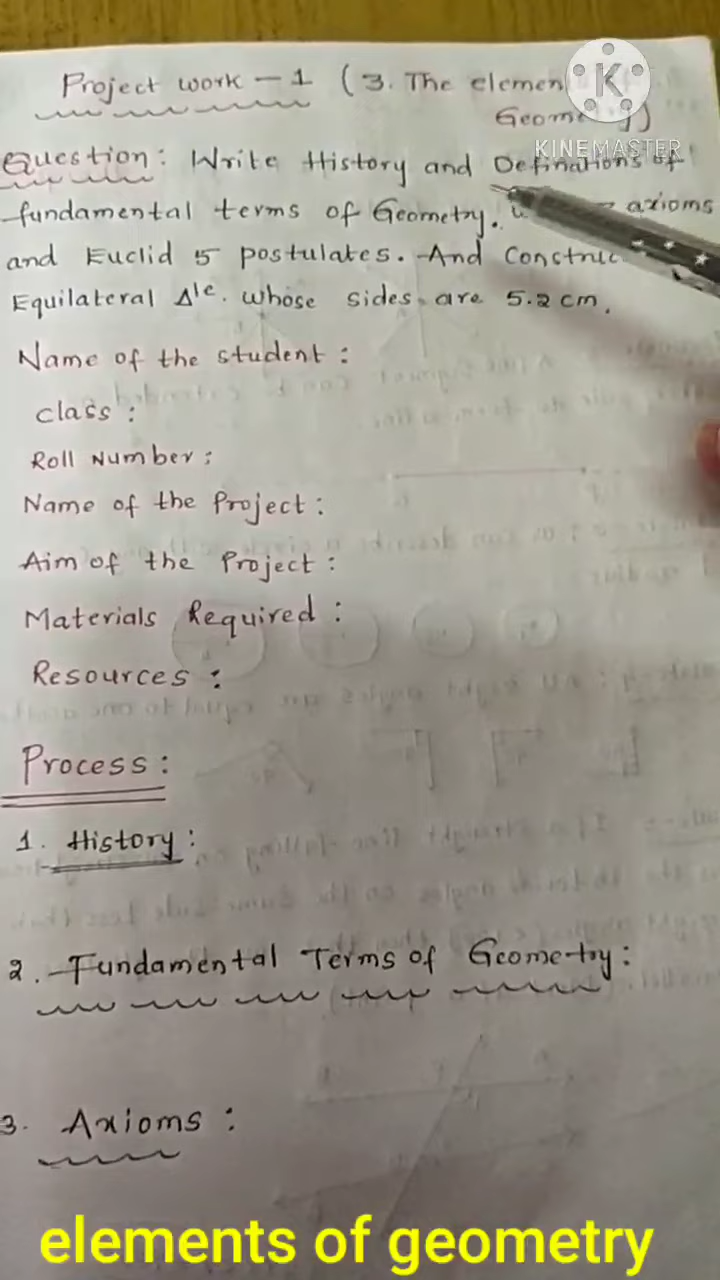 Project work - 1 (3. The elemen
Geome y)
KINEMASTER
Question: Write History and Definations of
fundamental terms of Geometry. axioms
and Euclid 5 postulates. And Construc
Equilateral Δle. whose sides are 5.2 cm.
Name of the student :
class :
Roll Number :
Name of the Project :
Aim of the Project :
Materials Required :
Resources :
Process :
1. History :
2. Fundamental Terms of Geometry :
3. Axioms :
elements of geometry